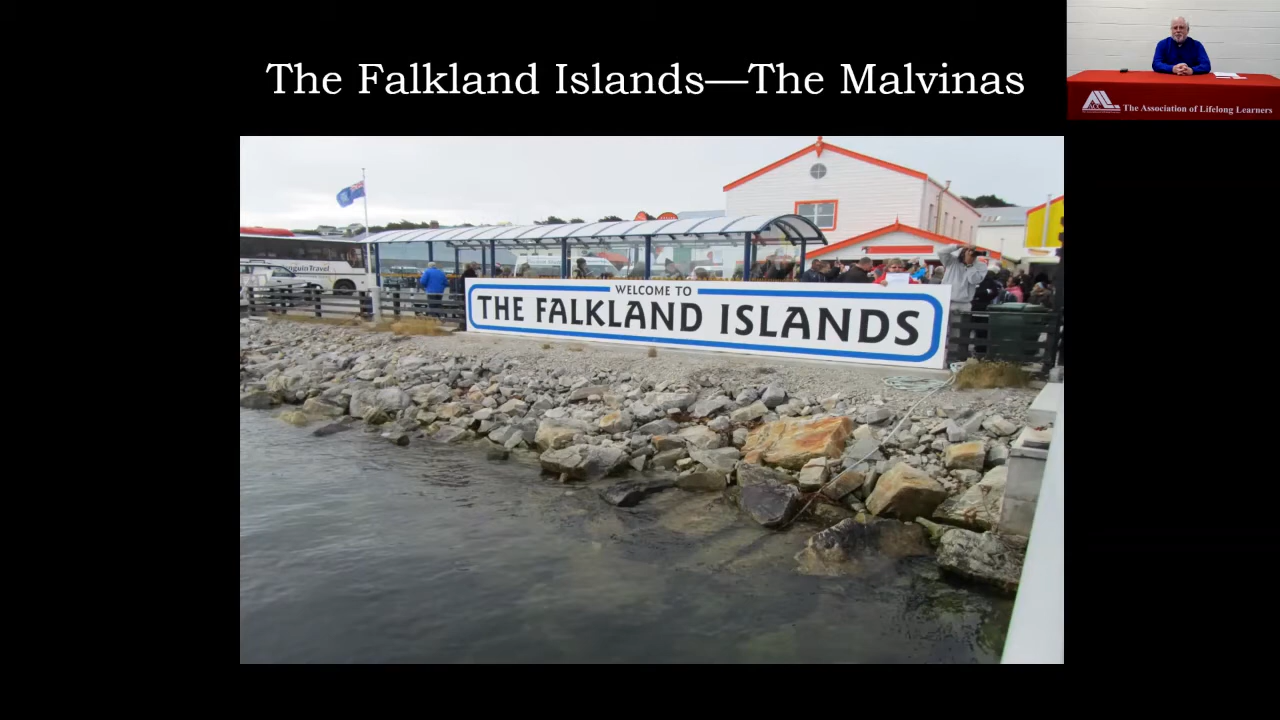 The Falkland Islands—The Malvinas
The Association of Lifelong Learners
WELCOME TO
THE FALKLAND ISLANDS